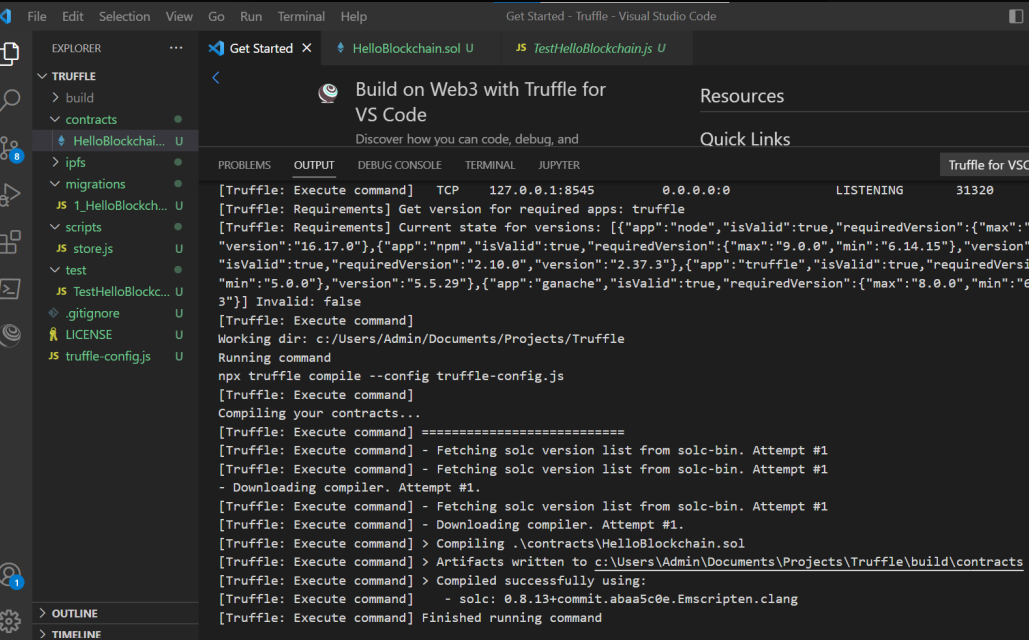 File Edit Selection View Go Run Terminal Help
Get Started - Truffle - Visual Studio Code
EXPLORER ...
TRUFFLE
build
contracts
HelloBlockchai... U
ipfs
migrations
JS 1_HelloBlockch... U
scripts
JS store.js U
test
JS TestHelloBlockc... U
.gitignore U
LICENSE U
JS truffle-config.js U
OUTLINE
TIMELINE
8
1
Get Started
HelloBlockchain.sol U
JS TestHelloBlockchain.js U
Build on Web3 with Truffle for
VS Code
Discover how you can code, debug, and
Resources
Quick Links
PROBLEMS OUTPUT DEBUG CONSOLE TERMINAL JUPYTER
Truffle for VSC
[Truffle: Execute command] TCP 127.0.0.1:8545 0.0.0.0:0 LISTENING 31320
[Truffle: Requirements] Get version for required apps: truffle
[Truffle: Requirements] Current state for versions: [{"app":"node","isValid":true,"requiredVersion":{"max":"
"version":"16.17.0"},{"app":"npm","isValid":true,"requiredVersion":{"max":"9.0.0","min":"6.14.15"},"version"
"isValid":true,"requiredVersion":"2.10.0","version":"2.37.3"},{"app":"truffle","isValid":true,"requiredVersi
"min":"5.0.0"},"version":"5.5.29"},{"app":"ganache","isValid":true,"requiredVersion":{"max":"8.0.0","min":"6
3"}] Invalid: false
[Truffle: Execute command]
Working dir: c:/Users/Admin/Documents/Projects/Truffle
Running command
npx truffle compile --config truffle-config.js
[Truffle: Execute command]
Compiling your contracts...
[Truffle: Execute command] ===========================
[Truffle: Execute command] - Fetching solc version list from solc-bin. Attempt #1
[Truffle: Execute command] - Fetching solc version list from solc-bin. Attempt #1
- Downloading compiler. Attempt #1.
[Truffle: Execute command] - Fetching solc version list from solc-bin. Attempt #1
[Truffle: Execute command] - Downloading compiler. Attempt #1.
[Truffle: Execute command] > Compiling .\contracts\HelloBlockchain.sol
[Truffle: Execute command] > Artifacts written to c:\Users\Admin\Documents\Projects\Truffle\build\contracts
[Truffle: Execute command] > Compiled successfully using:
[Truffle: Execute command] - solc: 0.8.13+commit.abaa5c0e.Emscripten.clang
[Truffle: Execute command] Finished running command